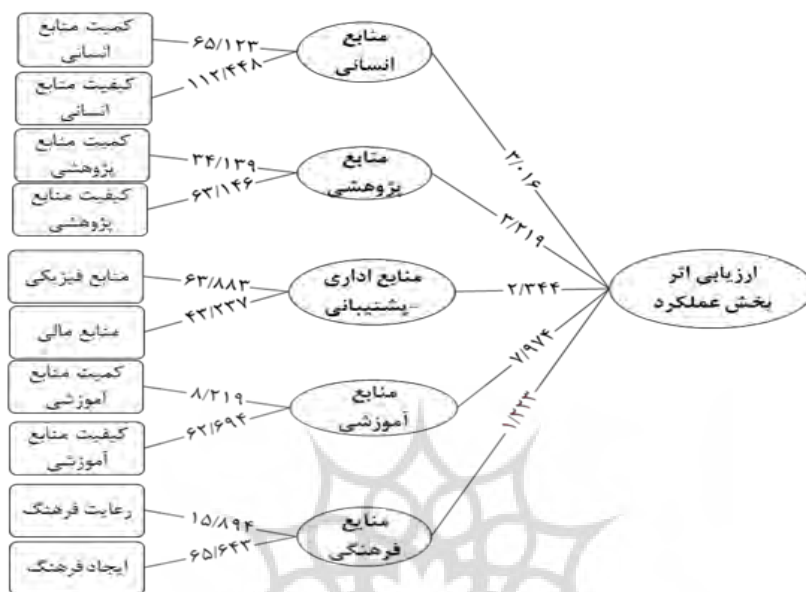 کمیت منابع
انسانی
۶۵/۱۲۳
منابع
انسانی
۱۱۲/۴۴۸
کیفیت منابع
انسانی
۳/۰۱۶
کمیت منابع
پژوهشی
۳۴/۱۳۹
منابع
پژوهشی
۶۳/۱۴۶
کیفیت منابع
پژوهشی
۳/۲۱۹
منابع فیزیکی
۶۳/۸۸۳
منابع اداری
-پشتیبانی
۴۳/۲۳۷
منابع مالی
۲/۳۴۴
ارزیابی اثر
بخش عملکرد
کمیت منابع
آموزشی
۸/۲۱۹
منابع
آموزشی
۶۲/۶۹۴
کیفیت منابع
آموزشی
۷/۹۷۴
رعایت فرهنگ
۱۵/۸۹۴
منابع
فرهنگی
۶۵/۶۴۳
ایجاد فرهنگ
۱/۲۲۳